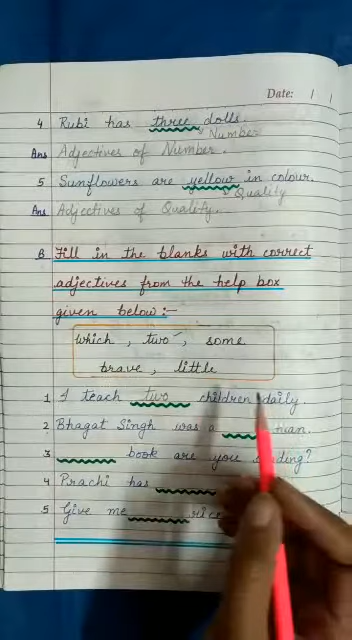 Date: / /
4 Rubi has three dolls.
Number
Ans Adjectives of Number.
5 Sunflowers are yellow in colour.
Quality
Ans. Adjectives of Quality.
B Fill in the blanks with correct
adjectives from the help box
given below:-
which, two, some
brave, little
1 I teach two children daily.
2 Bhagat Singh was a man.
3 book are you
4 Prachi has
5 Give me rice